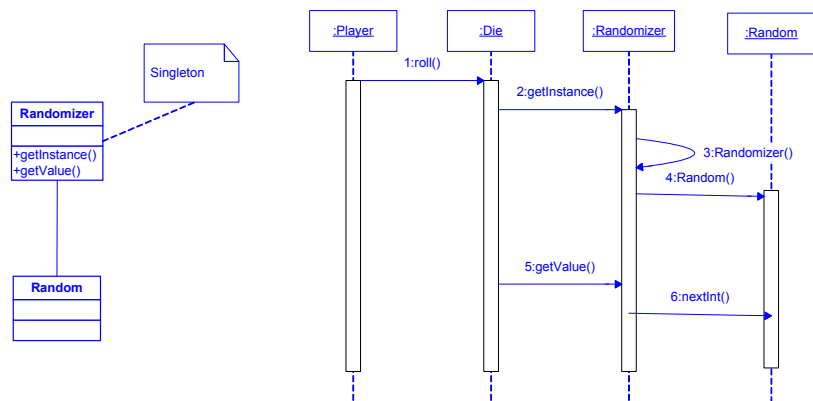 Singleton
Randomizer
+getInstance()
+getValue()
Random
:Player
:Die
:Randomizer
:Random
1:roll()
2:getInstance()
3:Randomizer()
4:Random()
5:getValue()
6:nextInt()